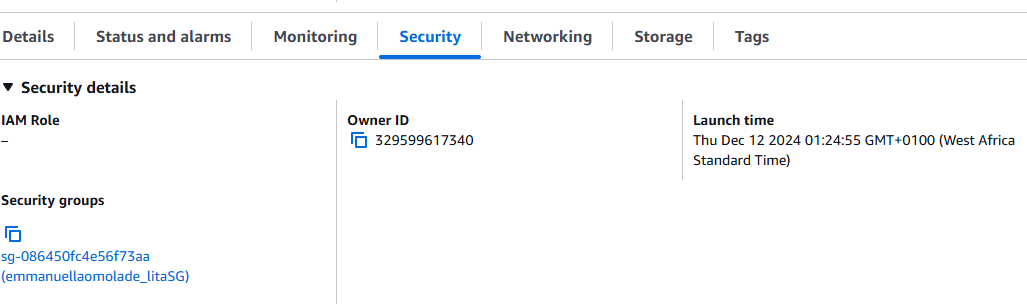 Details Status and alarms Monitoring Security Networking Storage Tags
▼ Security details
IAM Role
–
Owner ID
329599617340
Launch time
Thu Dec 12 2024 01:24:55 GMT+0100 (West Africa
Standard Time)
Security groups
sg-086450fc4e56f73aa
(emmanuellaomolade_litaSG)